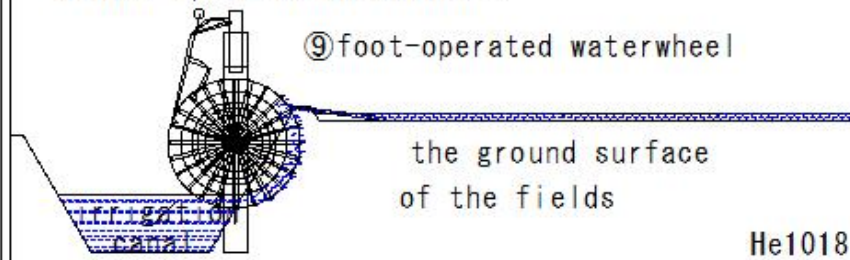 ⑨foot-operated waterwheel
the ground surface
of the fields
irrigation
canal
He1018